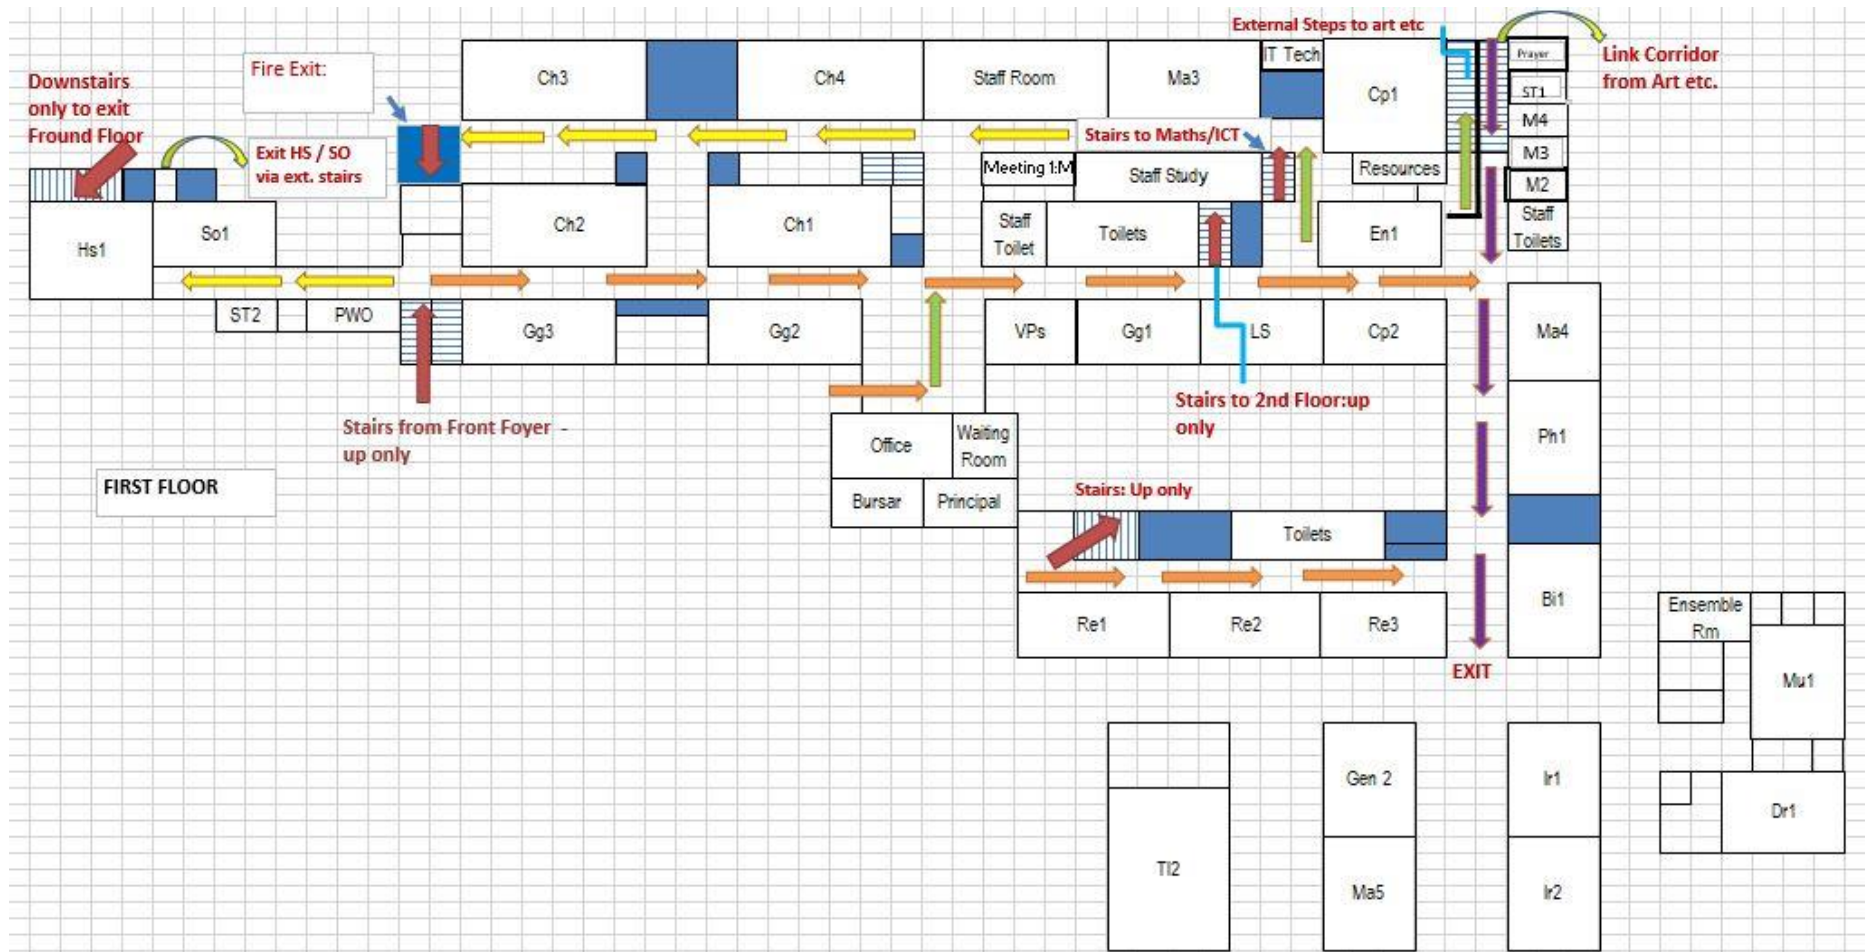 External Steps to art etc
Downstairs
only to exit
Fround Floor
Fire Exit:
Ch3
Ch4
Staff Room
Ma3
IT Tech
Cp1
Prayer
ST1
M4
M3
M2
Staff
Toilets
Link Corridor
from Art etc.
Exit HS / SO
via ext. stairs
Stairs to Maths/ICT
Meeting 1:M
Staff Study
Resources
Hs1
So1
Ch2
Ch1
Staff
Toilet
Toilets
En1
ST2
PWO
Gg3
Gg2
VPs
Gg1
LS
Cp2
Ma4
Stairs from Front Foyer -
up only
Stairs to 2nd Floor:up
only
Office
Waiting
Room
Ph1
FIRST FLOOR
Bursar
Principal
Stairs: Up only
Toilets
Re1
Re2
Re3
Bi1
EXIT
Ensemble
Rm
Mu1
Gen 2
Ir1
Dr1
TI2
Ma5
Ir2